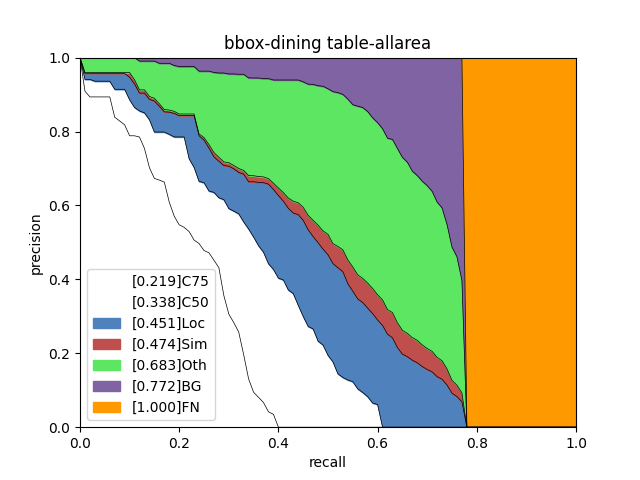 bbox-dining table-allarea
1.0
0.8
0.6
0.4
0.2
0.0
precision
[0.219]C75
[0.338]C50
[0.451]Loc
[0.474]Sim
[0.683]Oth
[0.772]BG
[1.000]FN
0.0 0.2 0.4 0.6 0.8 1.0
recall